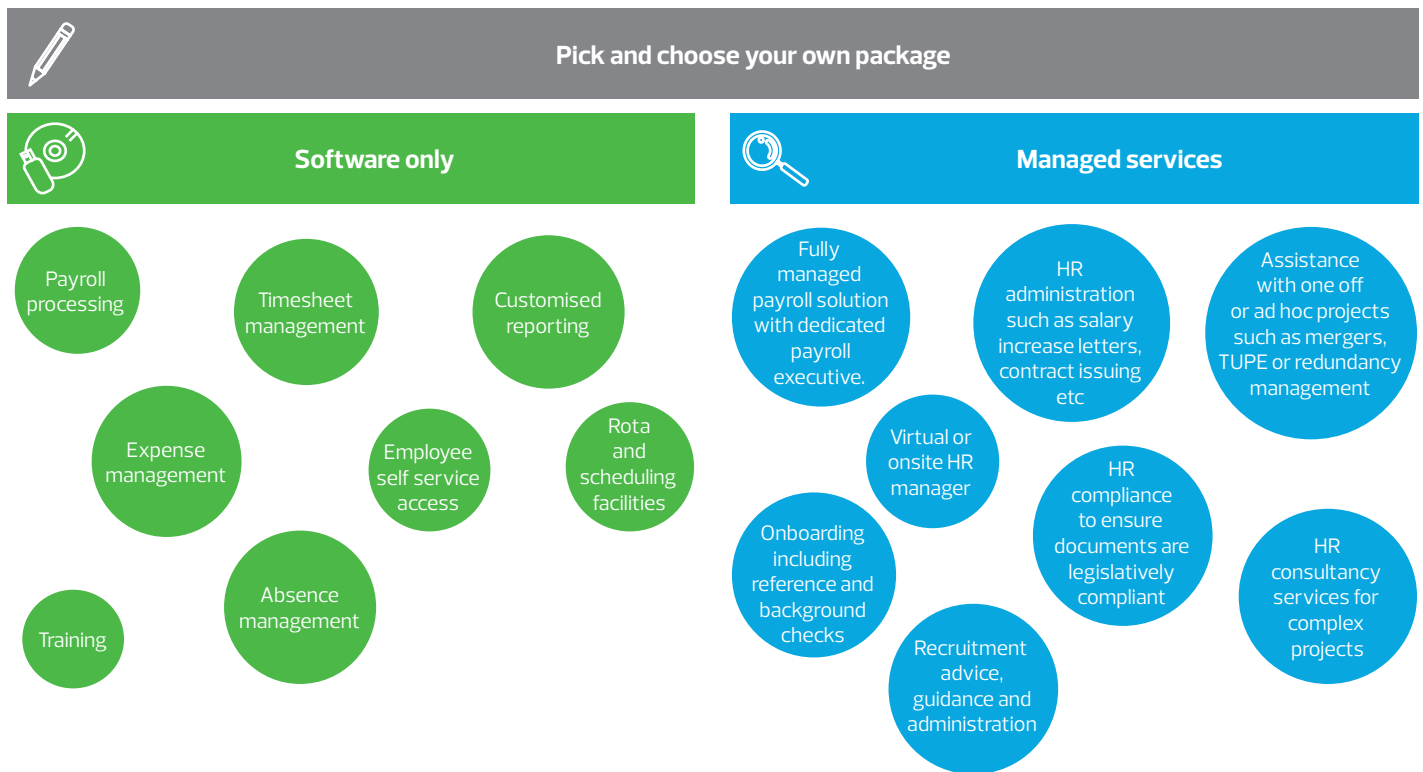 Pick and choose your own package
Software only
Payroll
processing
Timesheet
management
Customised
reporting
Expense
management
Employee
self service
access
Rota
and
scheduling
facilities
Training
Absence
management
Managed services
Fully
managed
payroll solution
with dedicated
payroll
executive.
HR
administration
such as salary
increase letters,
contract issuing
etc
Assistance
with one off
or ad hoc projects
such as mergers,
TUPE or redundancy
management
Virtual or
onsite HR
manager
HR
compliance
to ensure
documents are
legislatively
compliant
Onboarding
including
reference and
background
checks
HR
consultancy
services for
complex
projects
Recruitment
advice,
guidance and
administration